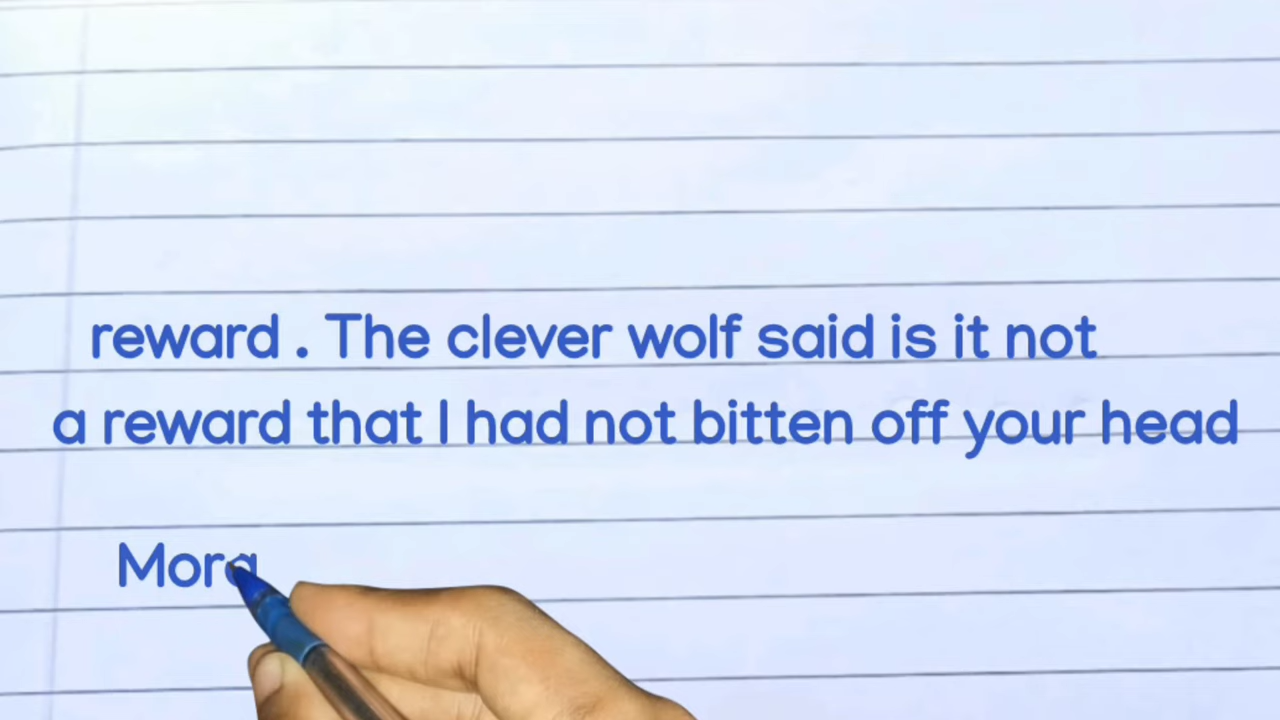 reward . The clever wolf said is it not
a reward that I had not bitten off your head
Mora